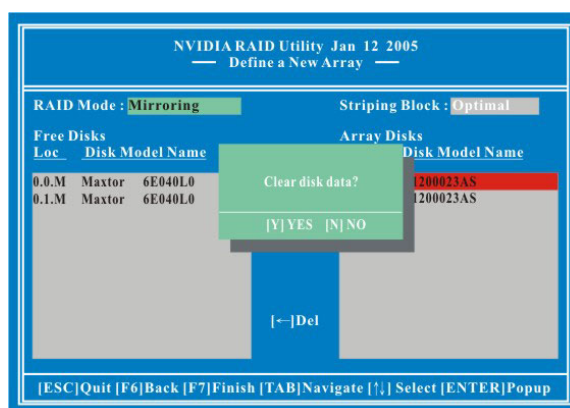 NVIDIA RAID Utility Jan 12 2005
— Define a New Array —
RAID Mode : Mirroring Striping Block : Optimal
Free Disks Array Disks
Loc Disk Model Name Disk Model Name
0.0.M Maxtor 6E040L0 1200023AS
0.1.M Maxtor 6E040L0 1200023AS
Clear disk data?
[Y] YES [N] NO
[←]Del
[ESC]Quit [F6]Back [F7]Finish [TAB]Navigate [↑↓] Select [ENTER]Popup